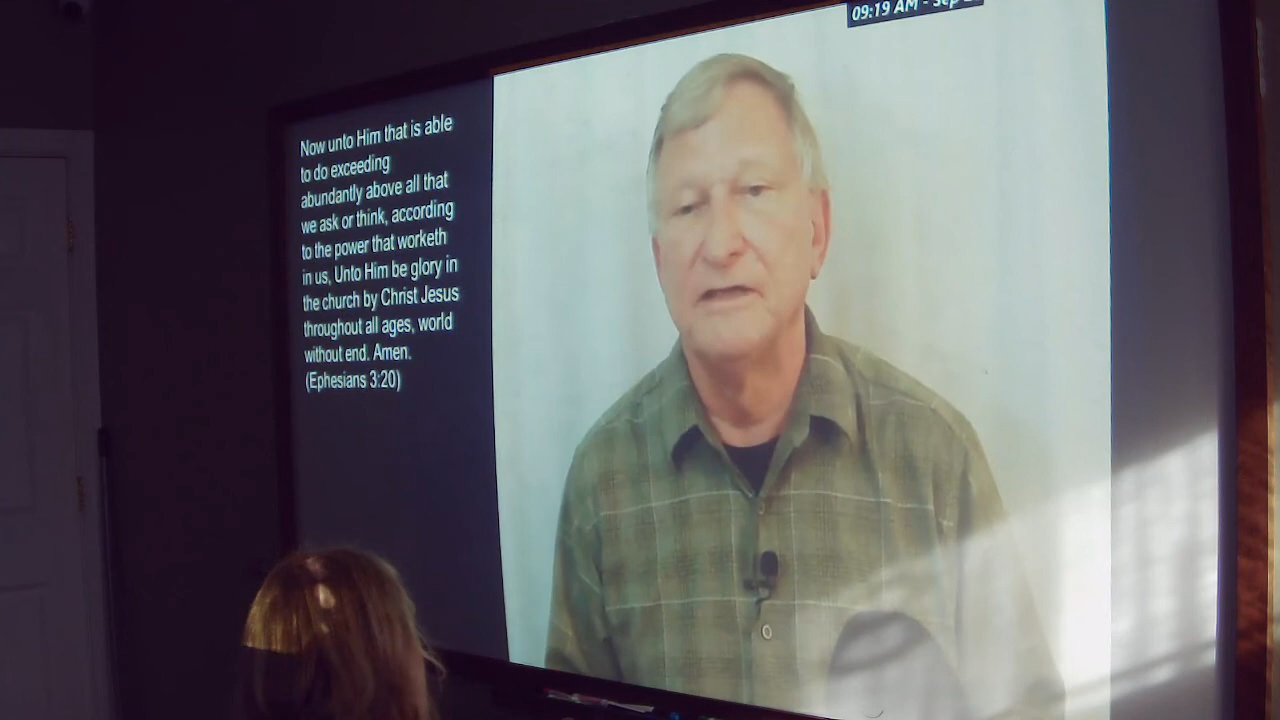 09:19 AM - Sep
Now unto Him that is able
to do exceeding
abundantly above all that
we ask or think, according
to the power that worketh
in us, Unto Him be glory in
the church by Christ Jesus
throughout all ages, world
without end. Amen.
(Ephesians 3:20)